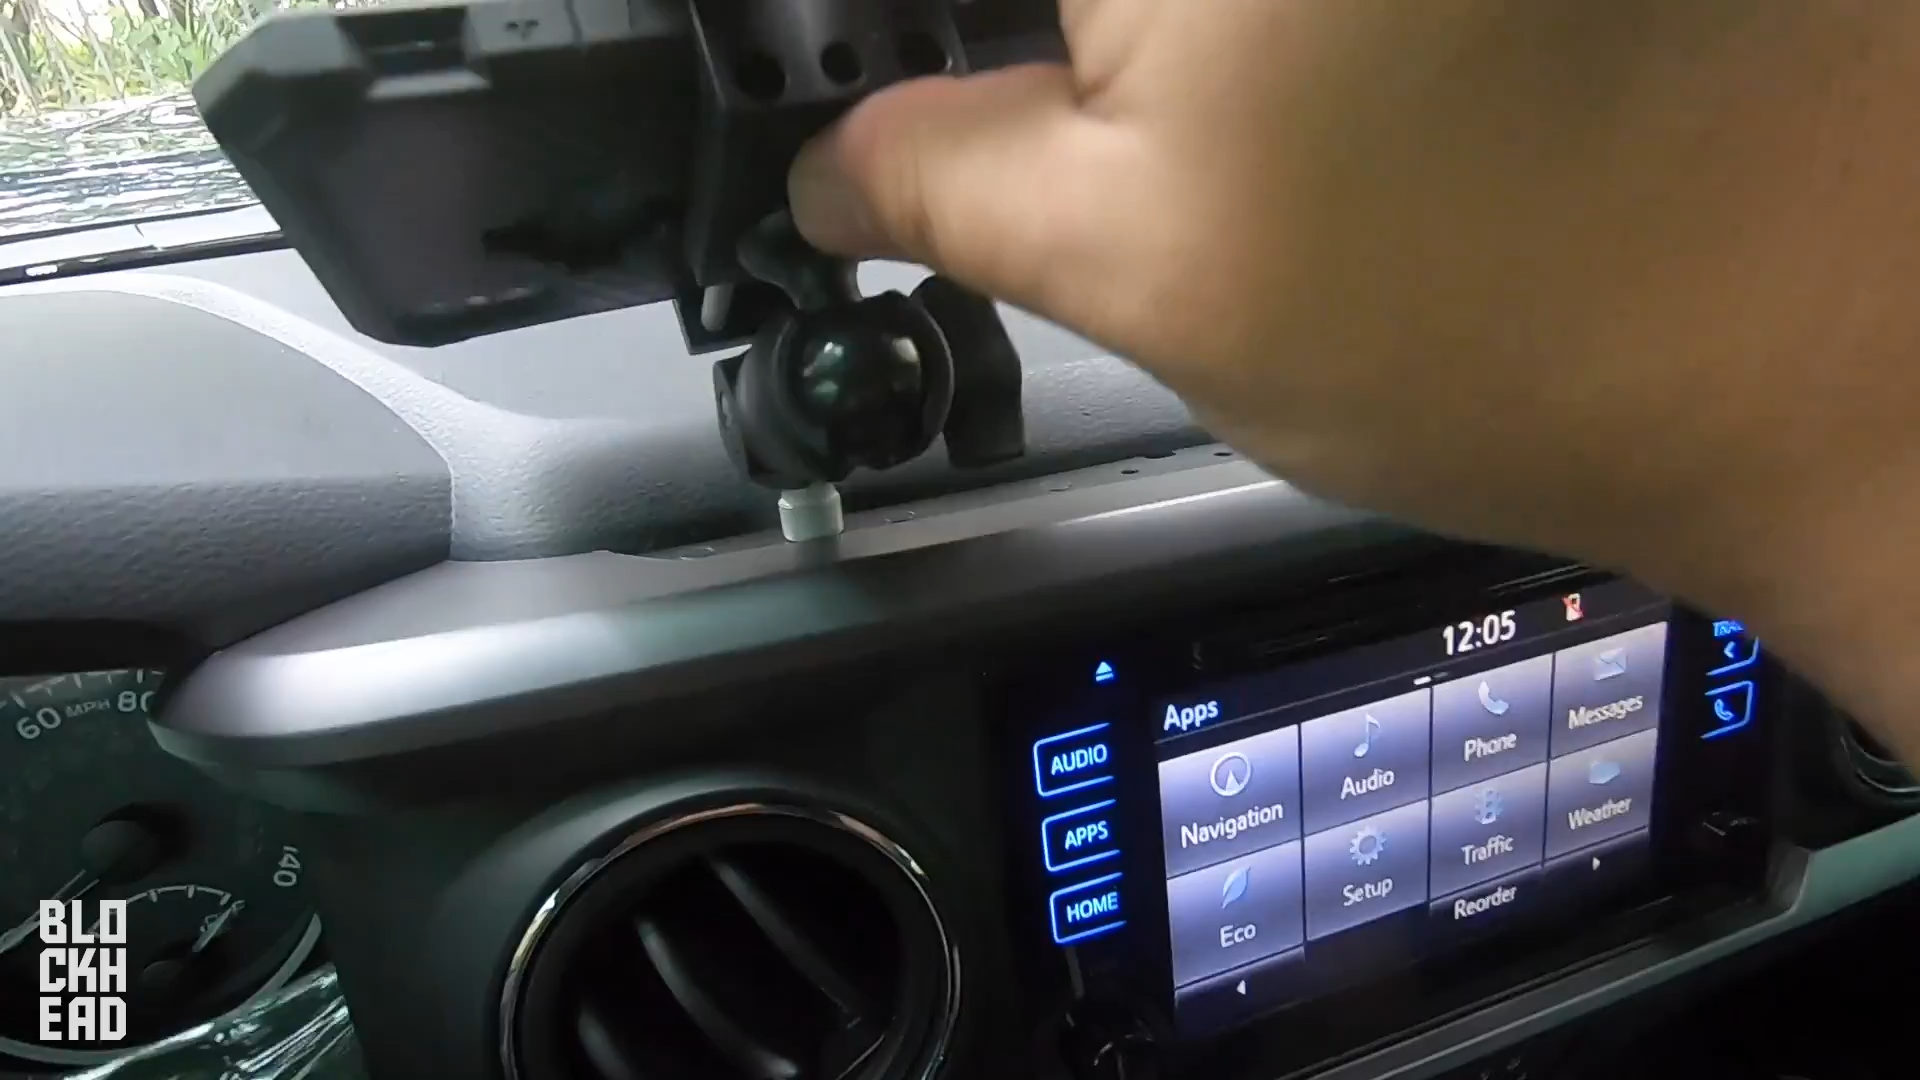 12:05
Apps
AUDIO
APPS
HOME
Navigation
Audio
Phone
Messages
Eco
Setup
Traffic
Weather
Reorder
60 MPH 80
140
BLO
CKH
EAD